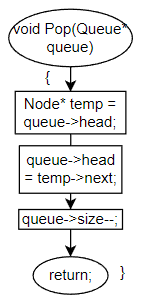 void Pop(Queue*
queue)
{
Node* temp =
queue->head;
queue->head
= temp->next;
queue->size--;
return;
}